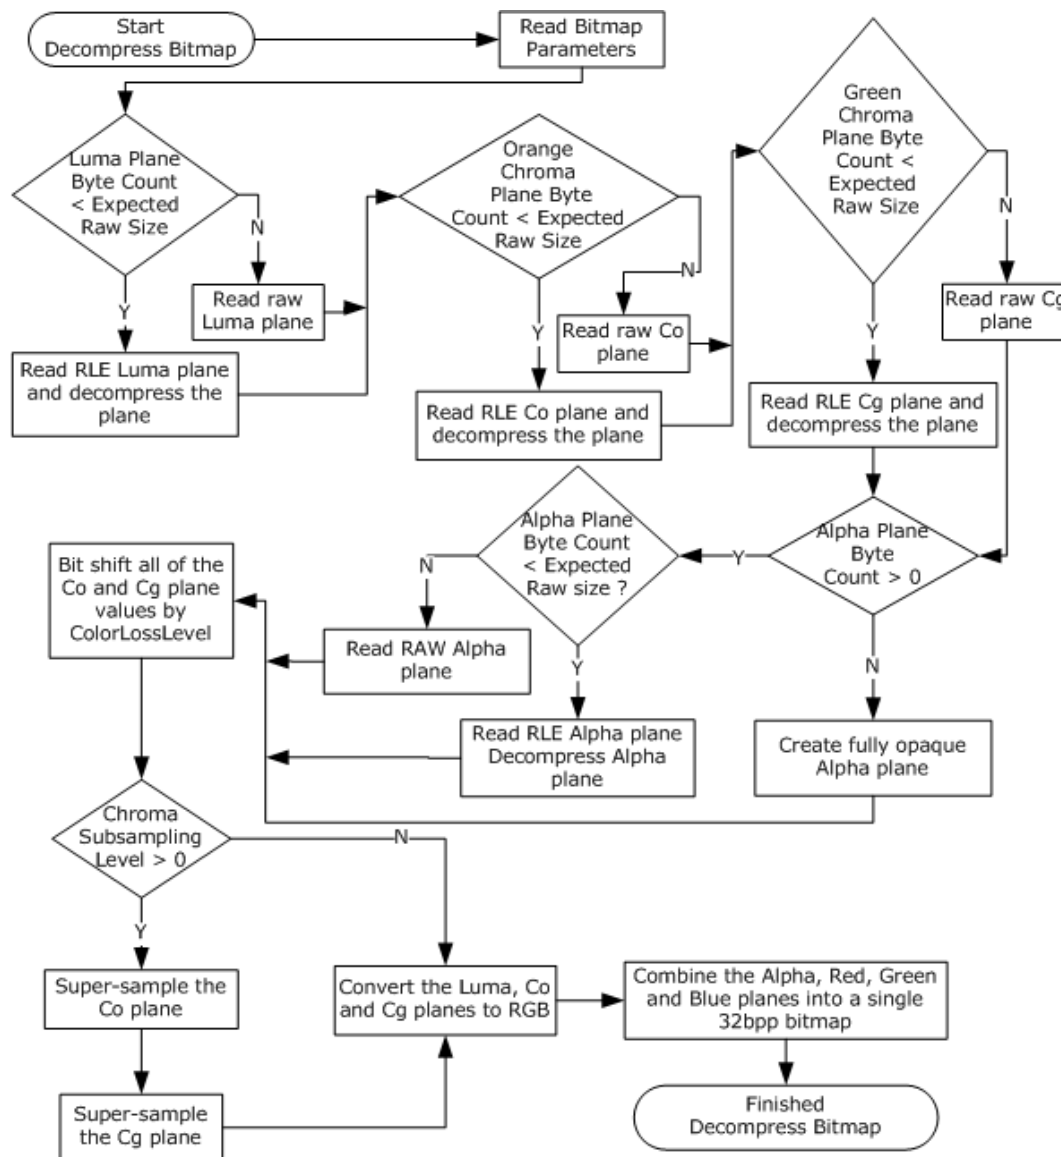 Start
Decompress Bitmap
Read Bitmap
Parameters
Luma Plane
Byte Count
< Expected
Raw Size
N
Y
Read raw
Luma plane
Read RLE Luma plane
and decompress the
plane
Orange
Chroma
Plane Byte
Count < Expected
Raw Size
N
Y
Read raw Co
plane
Read RLE Co plane and
decompress the plane
Green
Chroma
Plane Byte
Count <
Expected
Raw Size
N
Y
Read raw Cg
plane
Read RLE Cg plane and
decompress the plane
Alpha Plane
Byte
Count > 0
Y
N
Alpha Plane
Byte Count
< Expected
Raw size ?
N
Y
Read RAW Alpha
plane
Read RLE Alpha plane
Decompress Alpha
plane
Create fully opaque
Alpha plane
Bit shift all of the
Co and Cg plane
values by
ColorLossLevel
Chroma
Subsampling
Level > 0
N
Y
Super-sample the
Co plane
Super-sample
the Cg plane
Convert the Luma, Co
and Cg planes to RGB
Combine the Alpha, Red, Green
and Blue planes into a single
32bpp bitmap
Finished
Decompress Bitmap